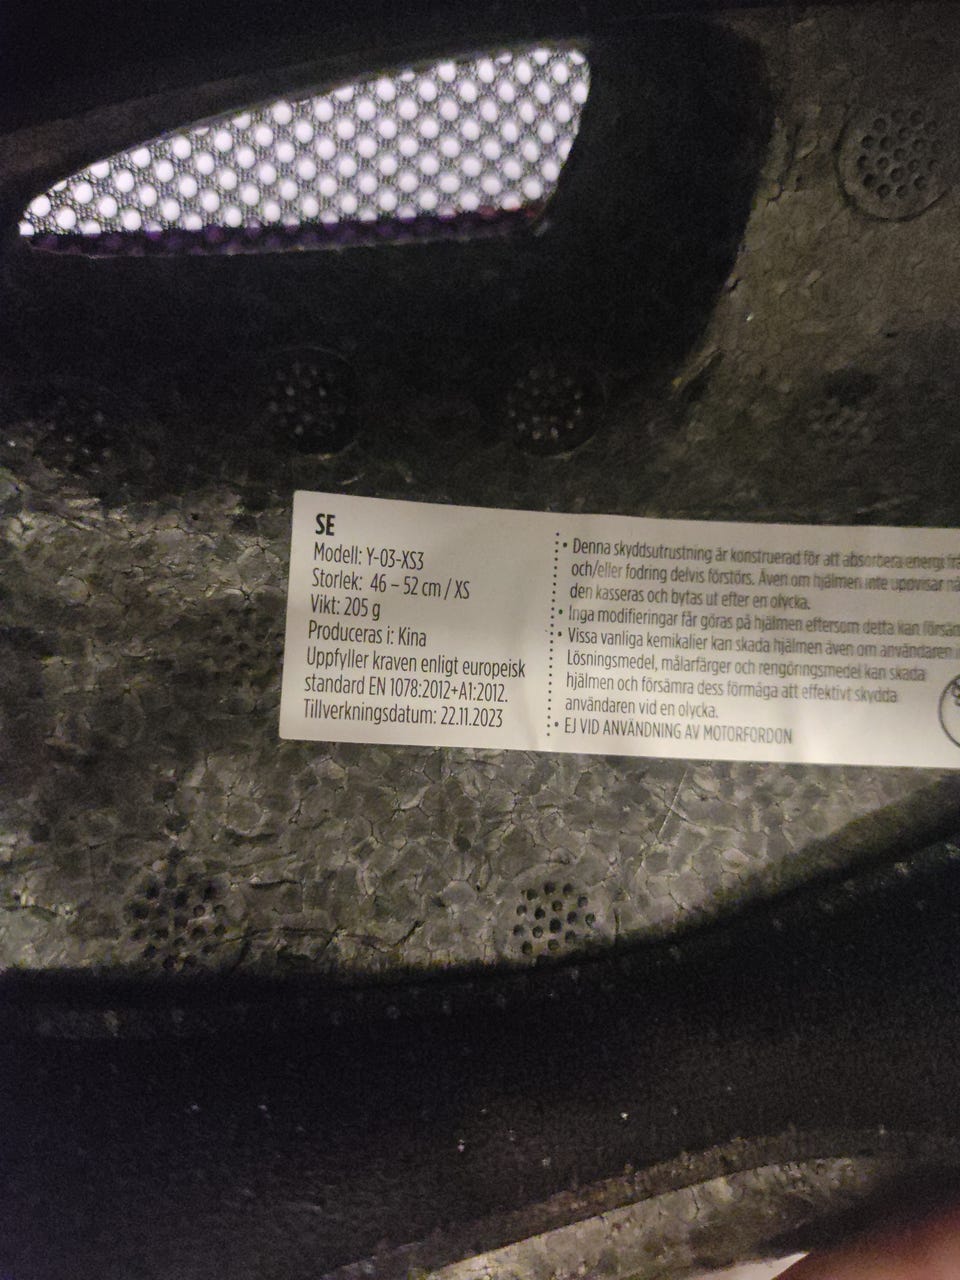 SE
Modell: Y-03-XS3
Storlek: 46 – 52 cm / XS
Vikt: 205 g
Produceras i: Kina
Uppfyller kraven enligt europeisk
standard EN 1078:2012+A1:2012.
Tillverkningsdatum: 22.11.2023
• Denna skyddsutrustning är konstruerad för att absorbera energi
och/eller fodring delvis förstörs. Även om hjälmen inte uppvisar
den kasseras och bytas ut efter en olycka.
• Inga modifieringar får göras på hjälmen eftersom detta kan
• Vissa vanliga kemikalier kan skada hjälmen även om användaren
Lösningsmedel, målarfärger och rengöringsmedel kan skada
hjälmen och försämra dess förmåga att effektivt skydda
användaren vid en olycka.
• EJ VID ANVÄNDNING AV MOTORFORDON